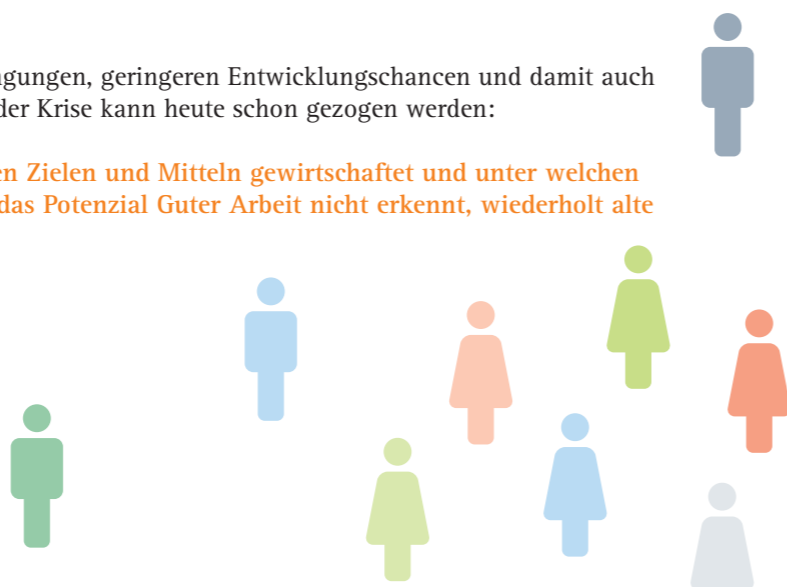 gungen, geringeren Entwicklungschancen und damit auch
der Krise kann heute schon gezogen werden:
en Zielen und Mitteln gewirtschaftet und unter welchen
das Potenzial Guter Arbeit nicht erkennt, wiederholt alte